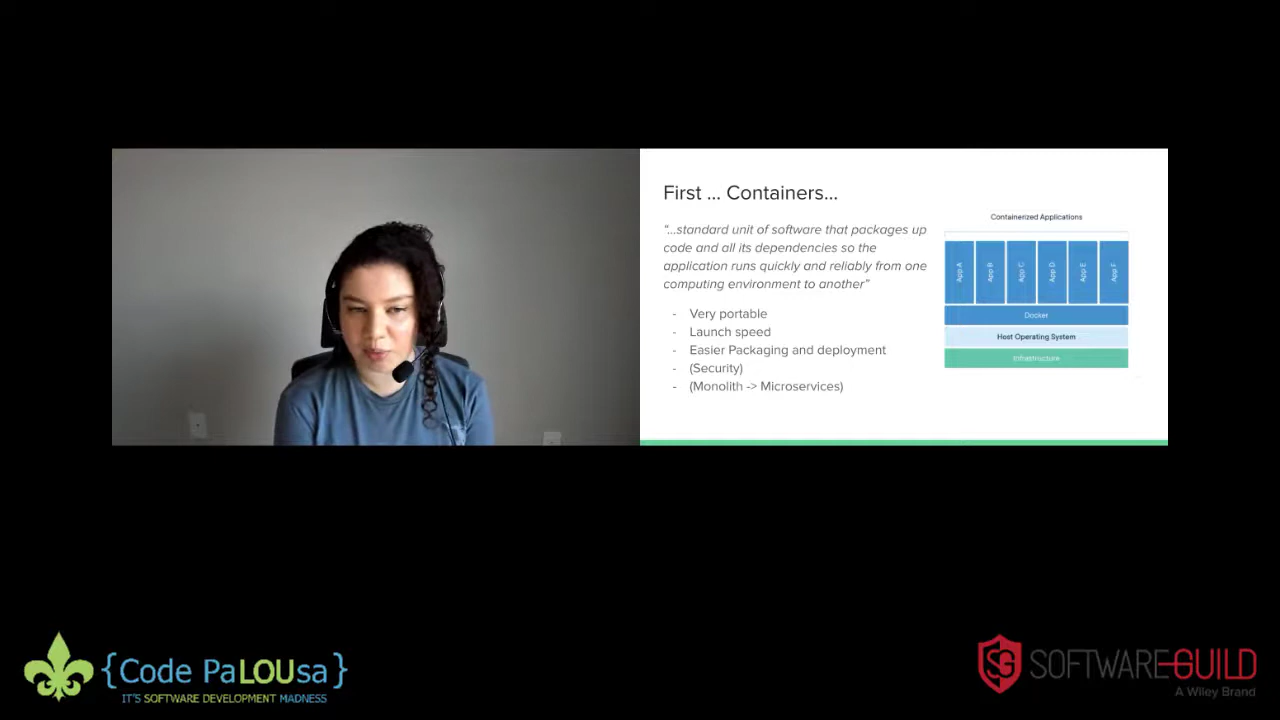 First ... Containers...
"...standard unit of software that packages up
code and all its dependencies so the
application runs quickly and reliably from one
computing environment to another"
- Very portable
- Launch speed
- Easier Packaging and deployment
- (Security)
- (Monolith -> Microservices)
Containerized Applications
App A
App B
App C
App D
App E
App F
Docker
Host Operating System
Infrastructure
{Code PaLOUsa}
IT'S SOFTWARE DEVELOPMENT MADNESS
SG
SOFTWARE GUILD
A Wiley Brand